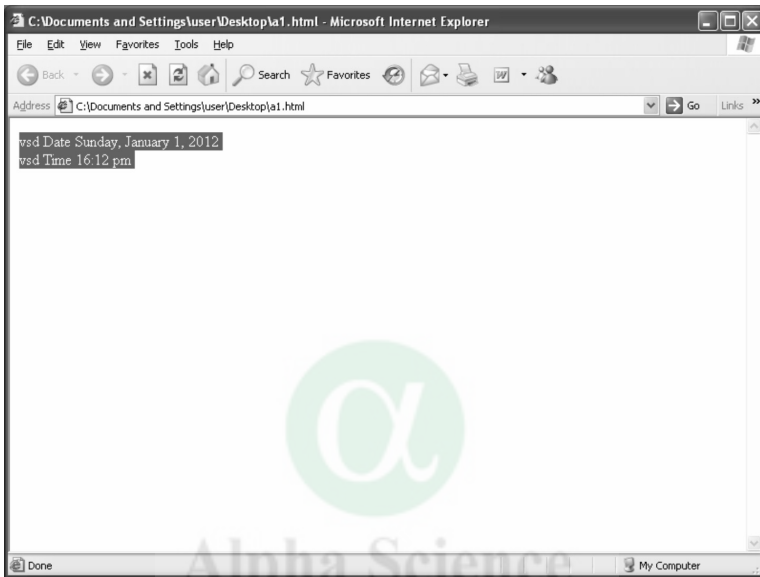 C:\Documents and Settings\user\Desktop\a1.html - Microsoft Internet Explorer
File Edit View Favorites Tools Help
Back Search Favorites
Address C:\Documents and Settings\user\Desktop\a1.html Go Links »
vsd Date Sunday, January 1, 2012
vsd Time 16:12 pm
α
Alpha Science
Done My Computer